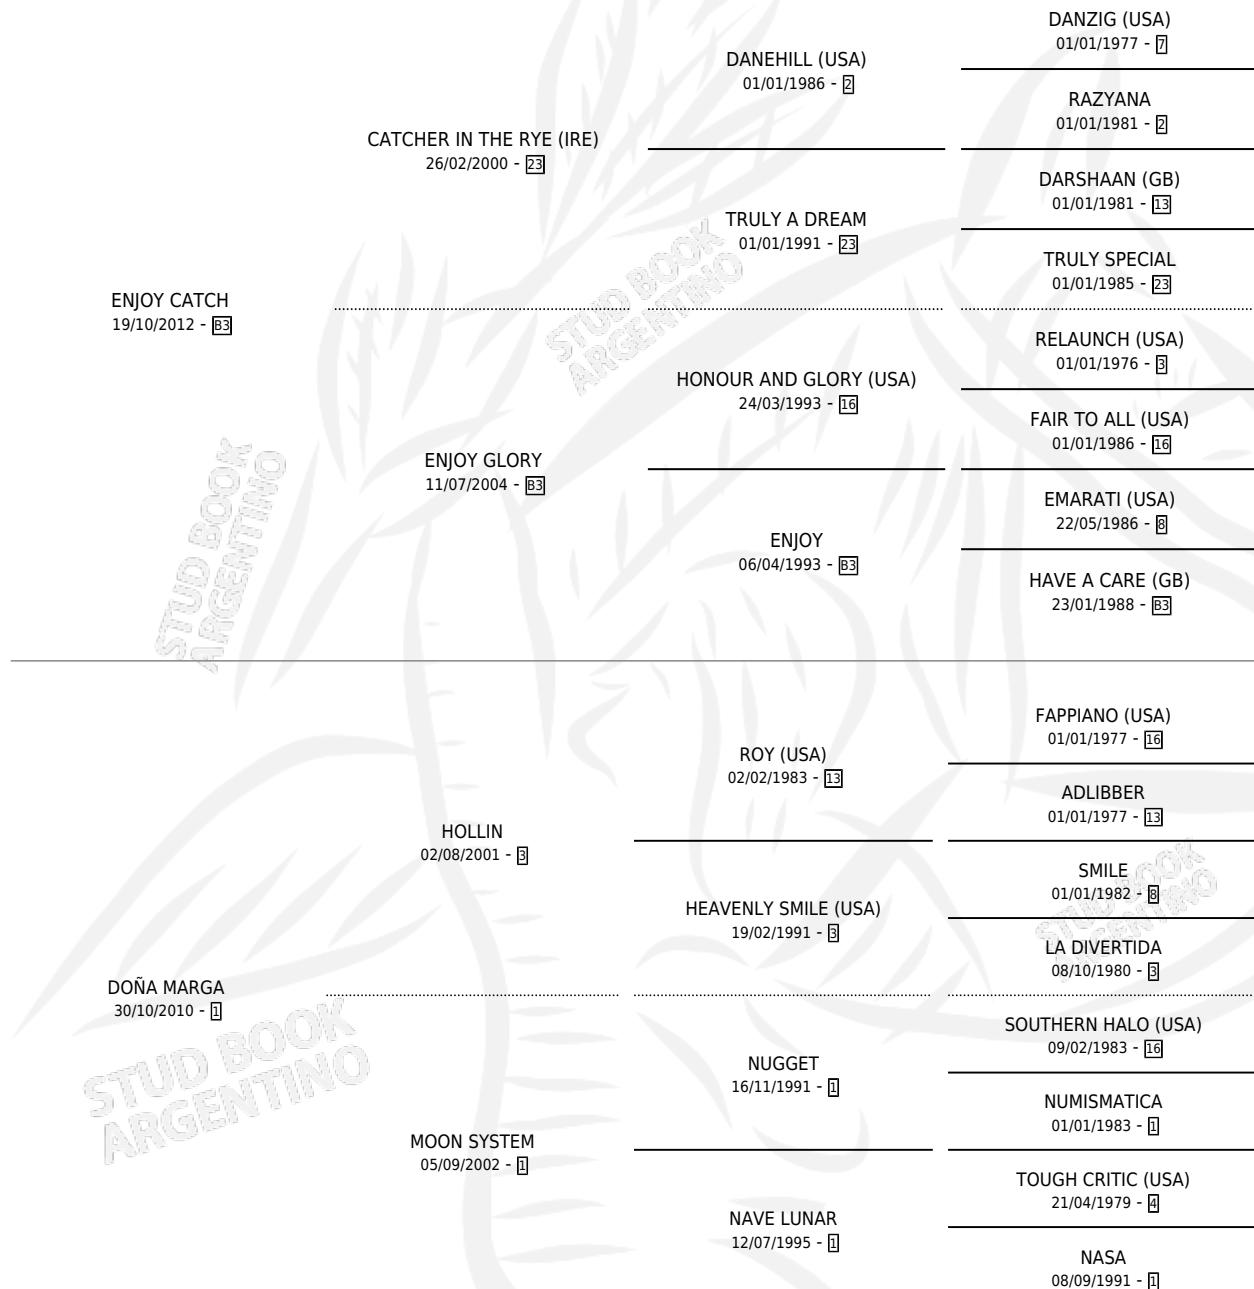 DANZIG (USA)
01/01/1977 - 7
DANEHILL (USA)
01/01/1986 - 2
RAZYANA
01/01/1981 - 2
CATCHER IN THE RYE (IRE)
26/02/2000 - 23
DARSHAAN (GB)
01/01/1981 - 13
TRULY A DREAM
01/01/1991 - 23
TRULY SPECIAL
01/01/1985 - 23
ENJOY CATCH
19/10/2012 - B3
RELAUNCH (USA)
01/01/1976 - 3
HONOUR AND GLORY (USA)
24/03/1993 - 16
FAIR TO ALL (USA)
01/01/1986 - 16
ENJOY GLORY
11/07/2004 - B3
EMARATI (USA)
22/05/1986 - 8
ENJOY
06/04/1993 - B3
HAVE A CARE (GB)
23/01/1988 - B3
FAPPIANO (USA)
01/01/1977 - 16
ROY (USA)
02/02/1983 - 13
ADLIBBER
01/01/1977 - 13
HOLLIN
02/08/2001 - 3
SMILE
01/01/1982 - 8
HEAVENLY SMILE (USA)
19/02/1991 - 3
LA DIVERTIDA
08/10/1980 - 3
DOÑA MARGA
30/10/2010 - 1
SOUTHERN HALO (USA)
09/02/1983 - 16
NUGGET
16/11/1991 - 1
NUMISMATICA
01/01/1983 - 1
MOON SYSTEM
05/09/2002 - 1
TOUGH CRITIC (USA)
21/04/1979 - 4
NAVE LUNAR
12/07/1995 - 1
NASA
08/09/1991 - 1
STUD BOOK
ARGENTINO
STUD BOOK
ARGENTINO
STUD BOOK
ARGENTINO
STUD BOOK
ARGENTINO